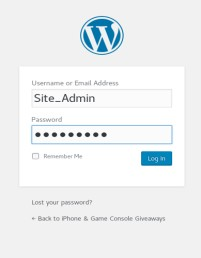 Username or Email Address
Site_Admin
Password
●●●●●●●●●
Remember Me
Log In
Lost your password?
← Back to iPhone & Game Console Giveaways